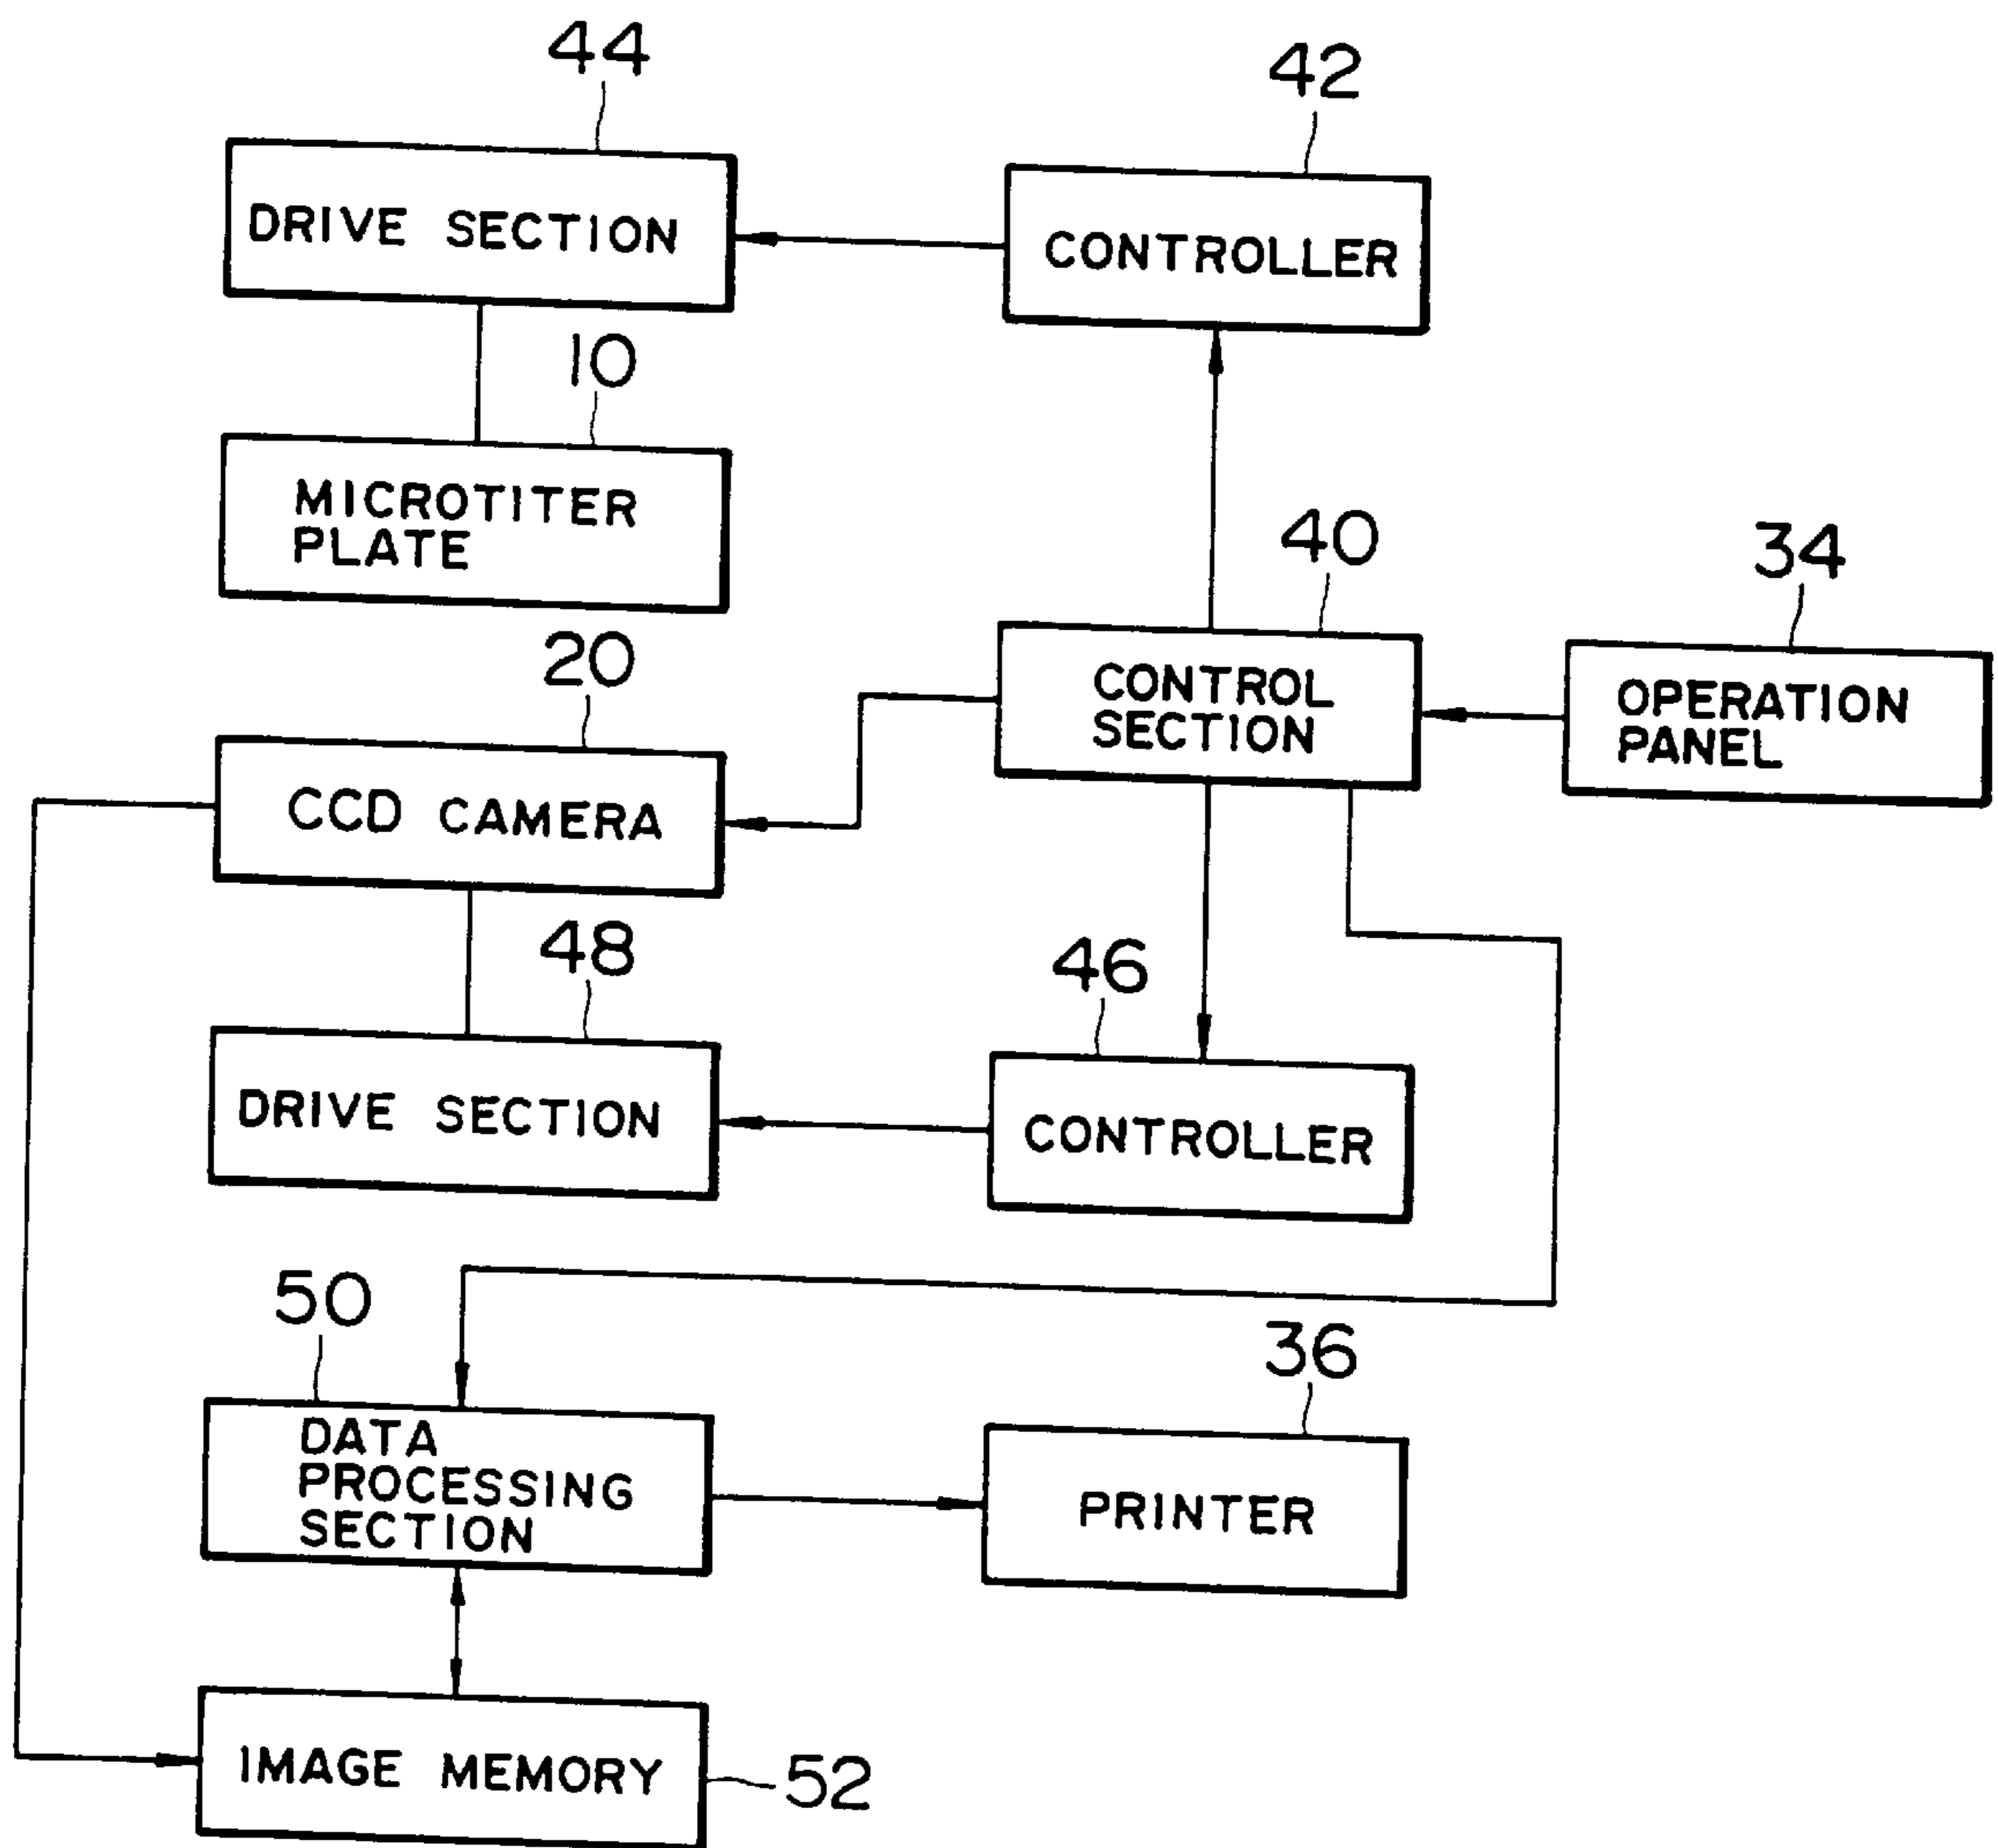 44
42
DRIVE SECTION
CONTROLLER
10
MICROTITER
PLATE
40
34
20
CONTROL
SECTION
OPERATION
PANEL
CCD CAMERA
48
46
DRIVE SECTION
CONTROLLER
50
36
DATA
PROCESSING
SECTION
PRINTER
IMAGE MEMORY
52